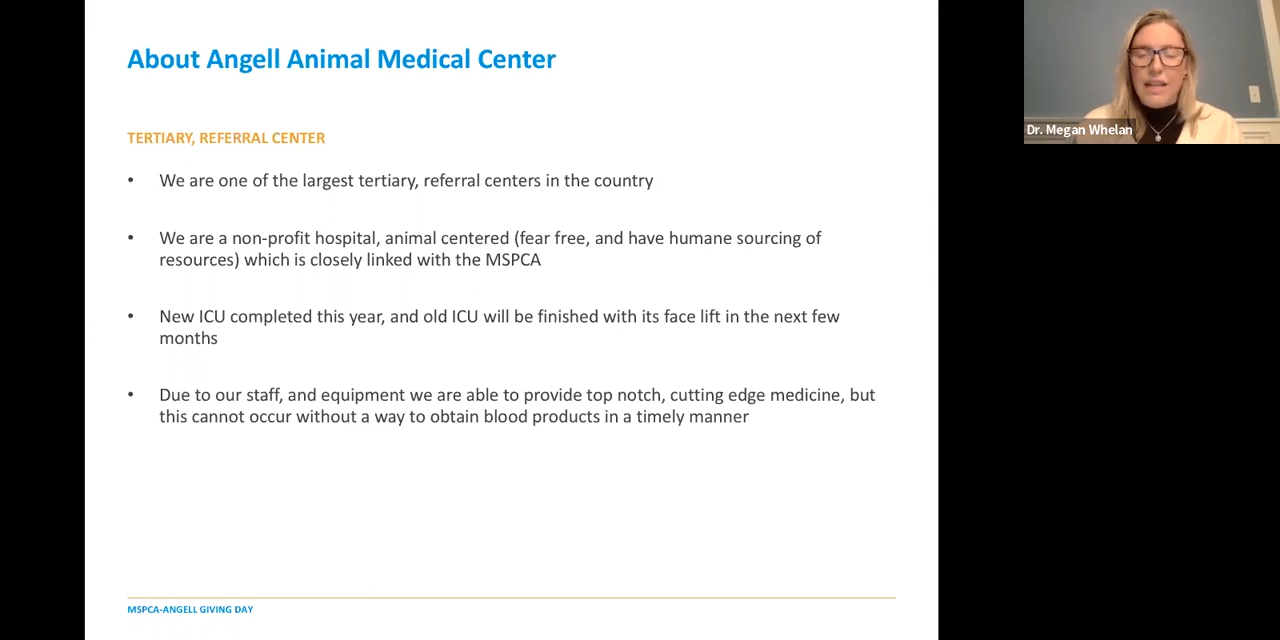 About Angell Animal Medical Center
TERTIARY, REFERRAL CENTER
• We are one of the largest tertiary, referral centers in the country
• We are a non-profit hospital, animal centered (fear free, and have humane sourcing of
resources) which is closely linked with the MSPCA
• New ICU completed this year, and old ICU will be finished with its face lift in the next few
months
• Due to our staff, and equipment we are able to provide top notch, cutting edge medicine, but
this cannot occur without a way to obtain blood products in a timely manner
MSPCA-ANGELL GIVING DAY
Dr. Megan Whelan